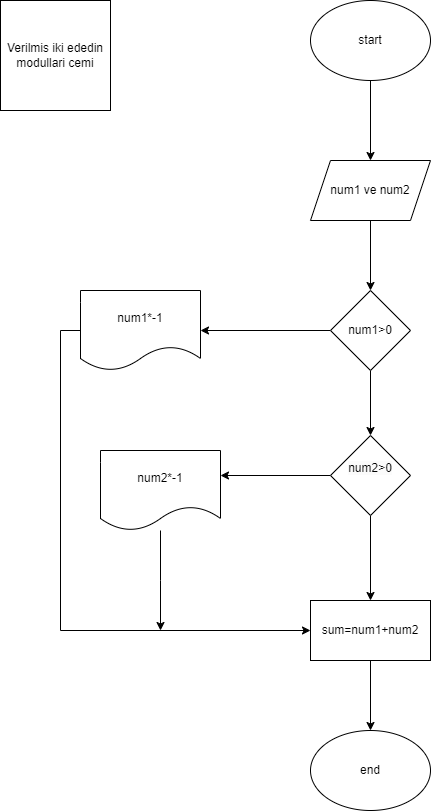 Verilmis iki ededin
modullari cemi
start
num1 ve num2
num1>0
num1*-1
num2>0
num2*-1
sum=num1+num2
end